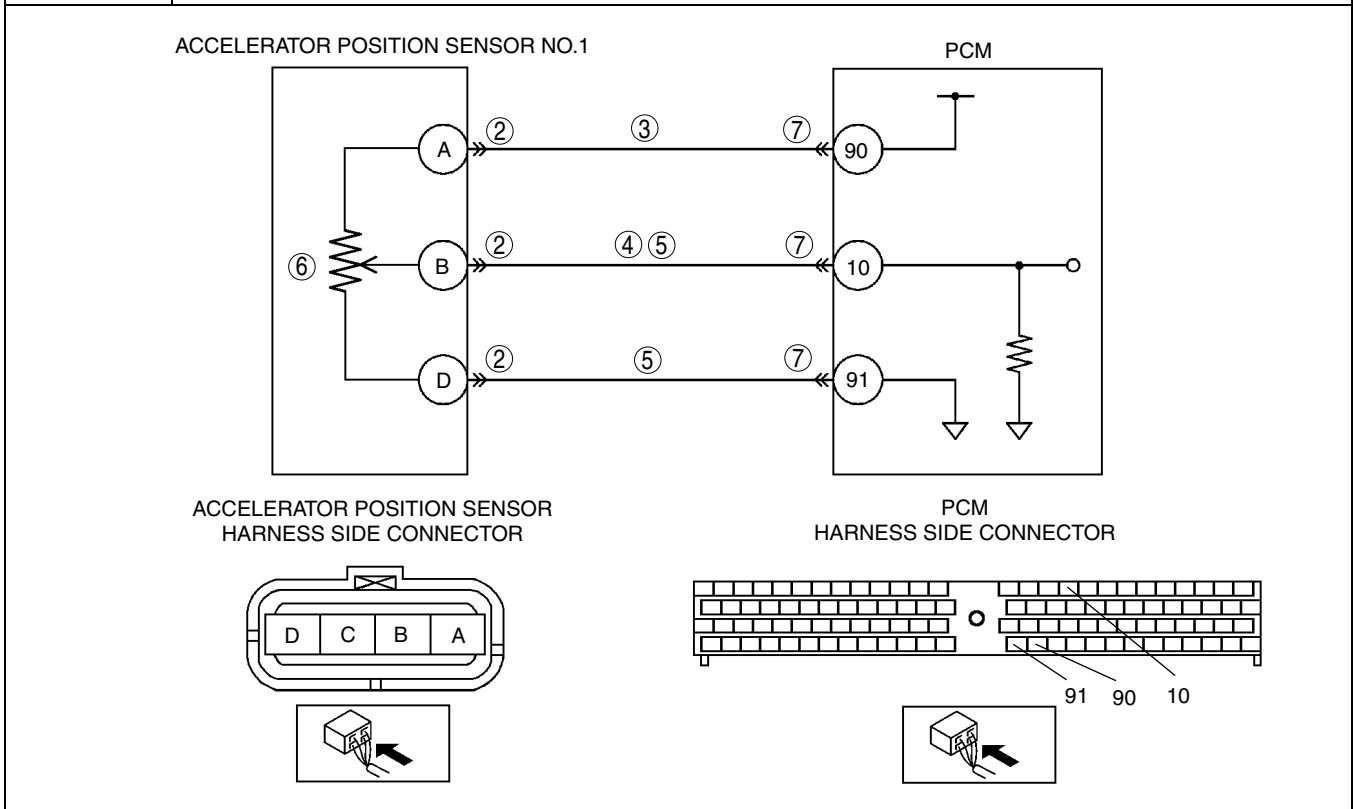 ACCELERATOR POSITION SENSOR NO.1
PCM
A ② ③ ⑦ 90
⑥ B ② ④ ⑤ ⑦ 10
D ② ⑤ ⑦ 91
ACCELERATOR POSITION SENSOR
HARNESS SIDE CONNECTOR
PCM
HARNESS SIDE CONNECTOR
D C B A
91 90 10